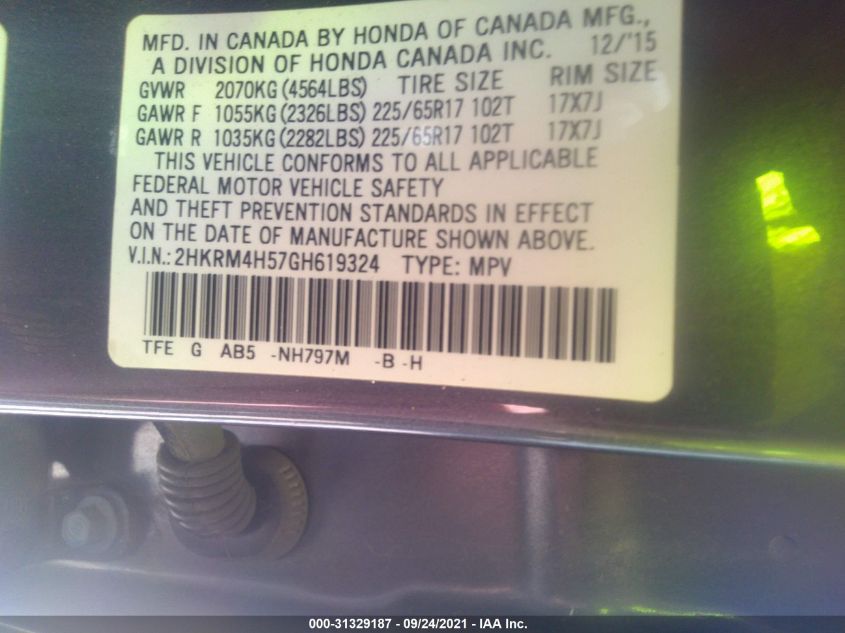 MFD. IN CANADA BY HONDA OF CANADA MFG.,
A DIVISION OF HONDA CANADA INC. 12/'15
GVWR 2070KG (4564LBS) TIRE SIZE RIM SIZE
GAWR F 1055KG (2326LBS) 225/65R17 102T 17X7J
GAWR R 1035KG (2282LBS) 225/65R17 102T 17X7J
THIS VEHICLE CONFORMS TO ALL APPLICABLE
FEDERAL MOTOR VEHICLE SAFETY
AND THEFT PREVENTION STANDARDS IN EFFECT
ON THE DATE OF MANUFACTURE SHOWN ABOVE.
V.I.N.: 2HKRM4H57GH619324 TYPE: MPV
TFE G AB5 -NH797M -B -H
000-31329187 - 09/24/2021 - IAA Inc.